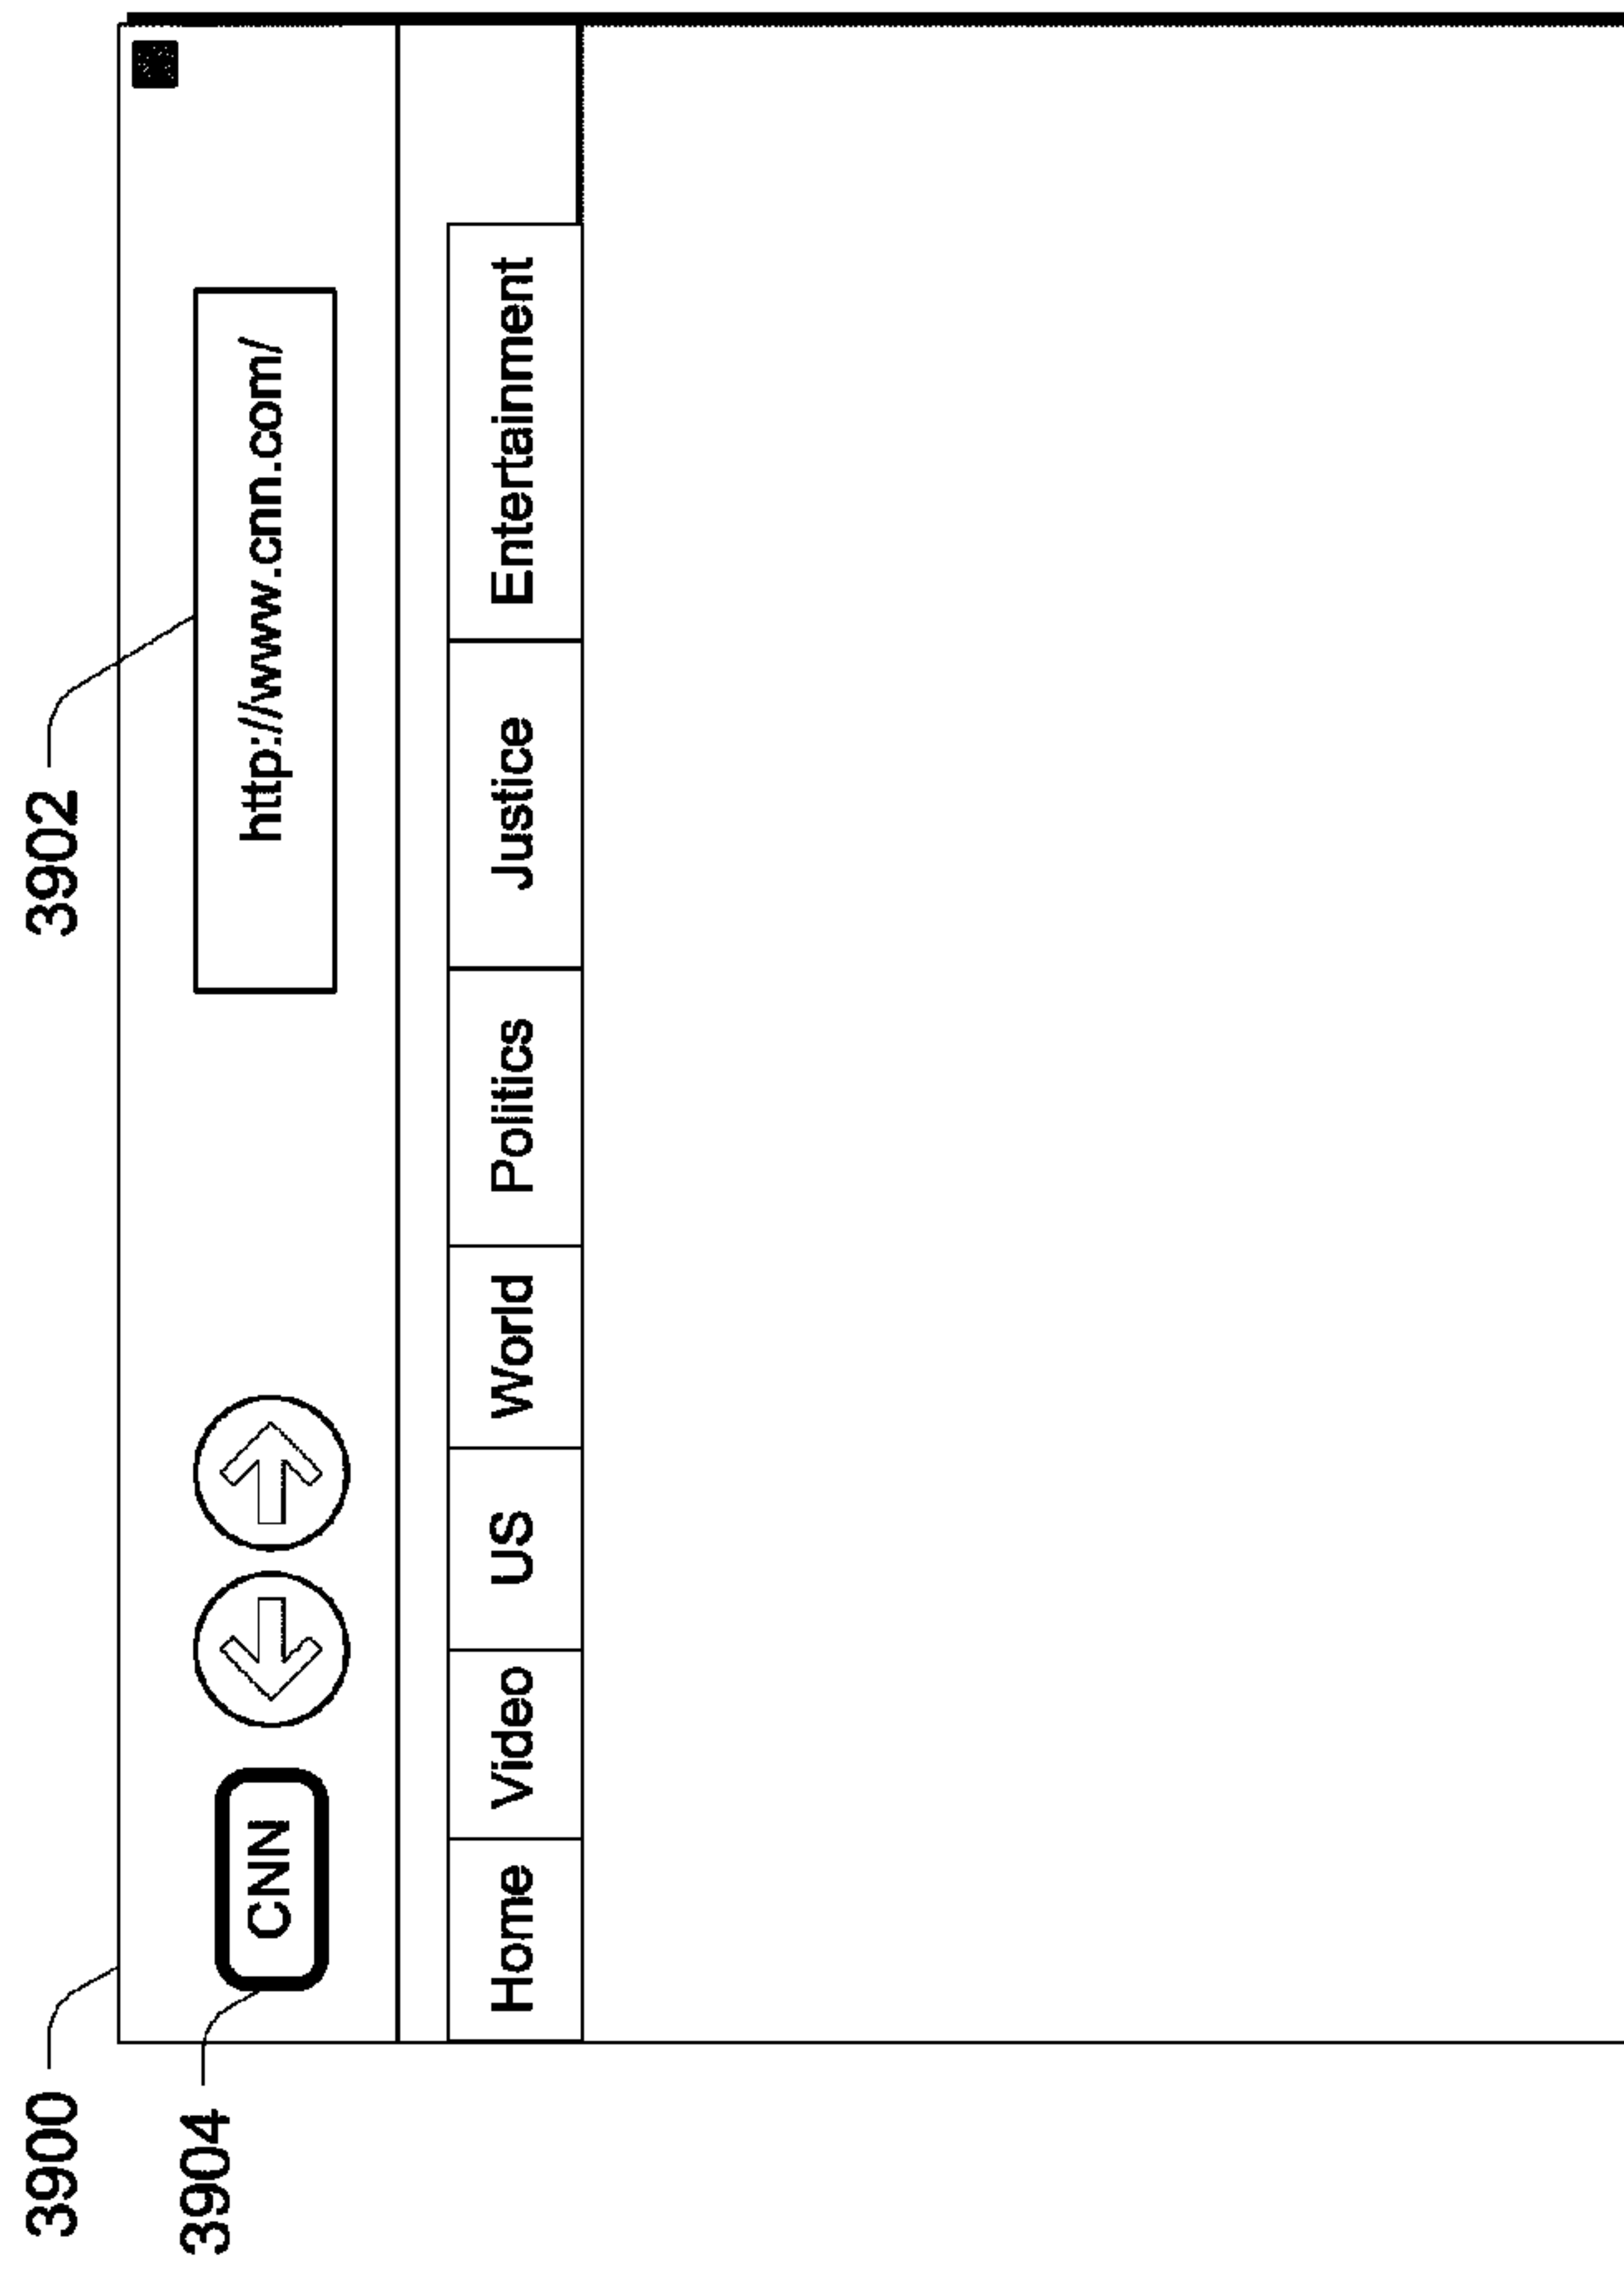 3900
3902
3904
CNN
http://www.cnn.com/
Home
Video
US
World
Politics
Justice
Entertainment